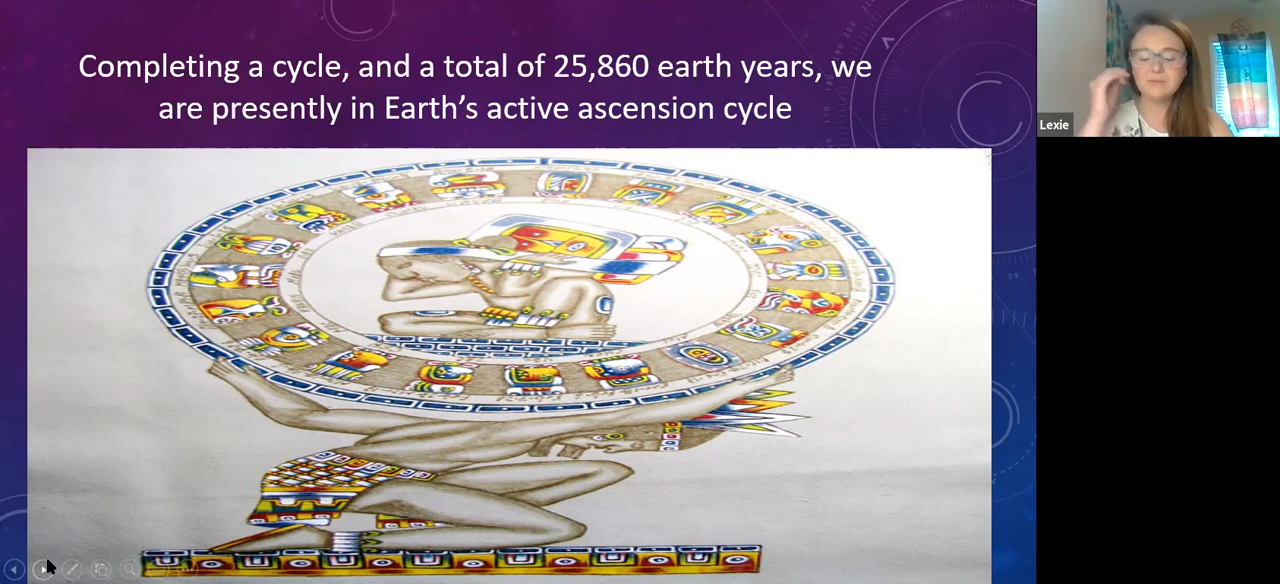 Completing a cycle, and a total of 25,860 earth years, we
are presently in Earth’s active ascension cycle
Lexie